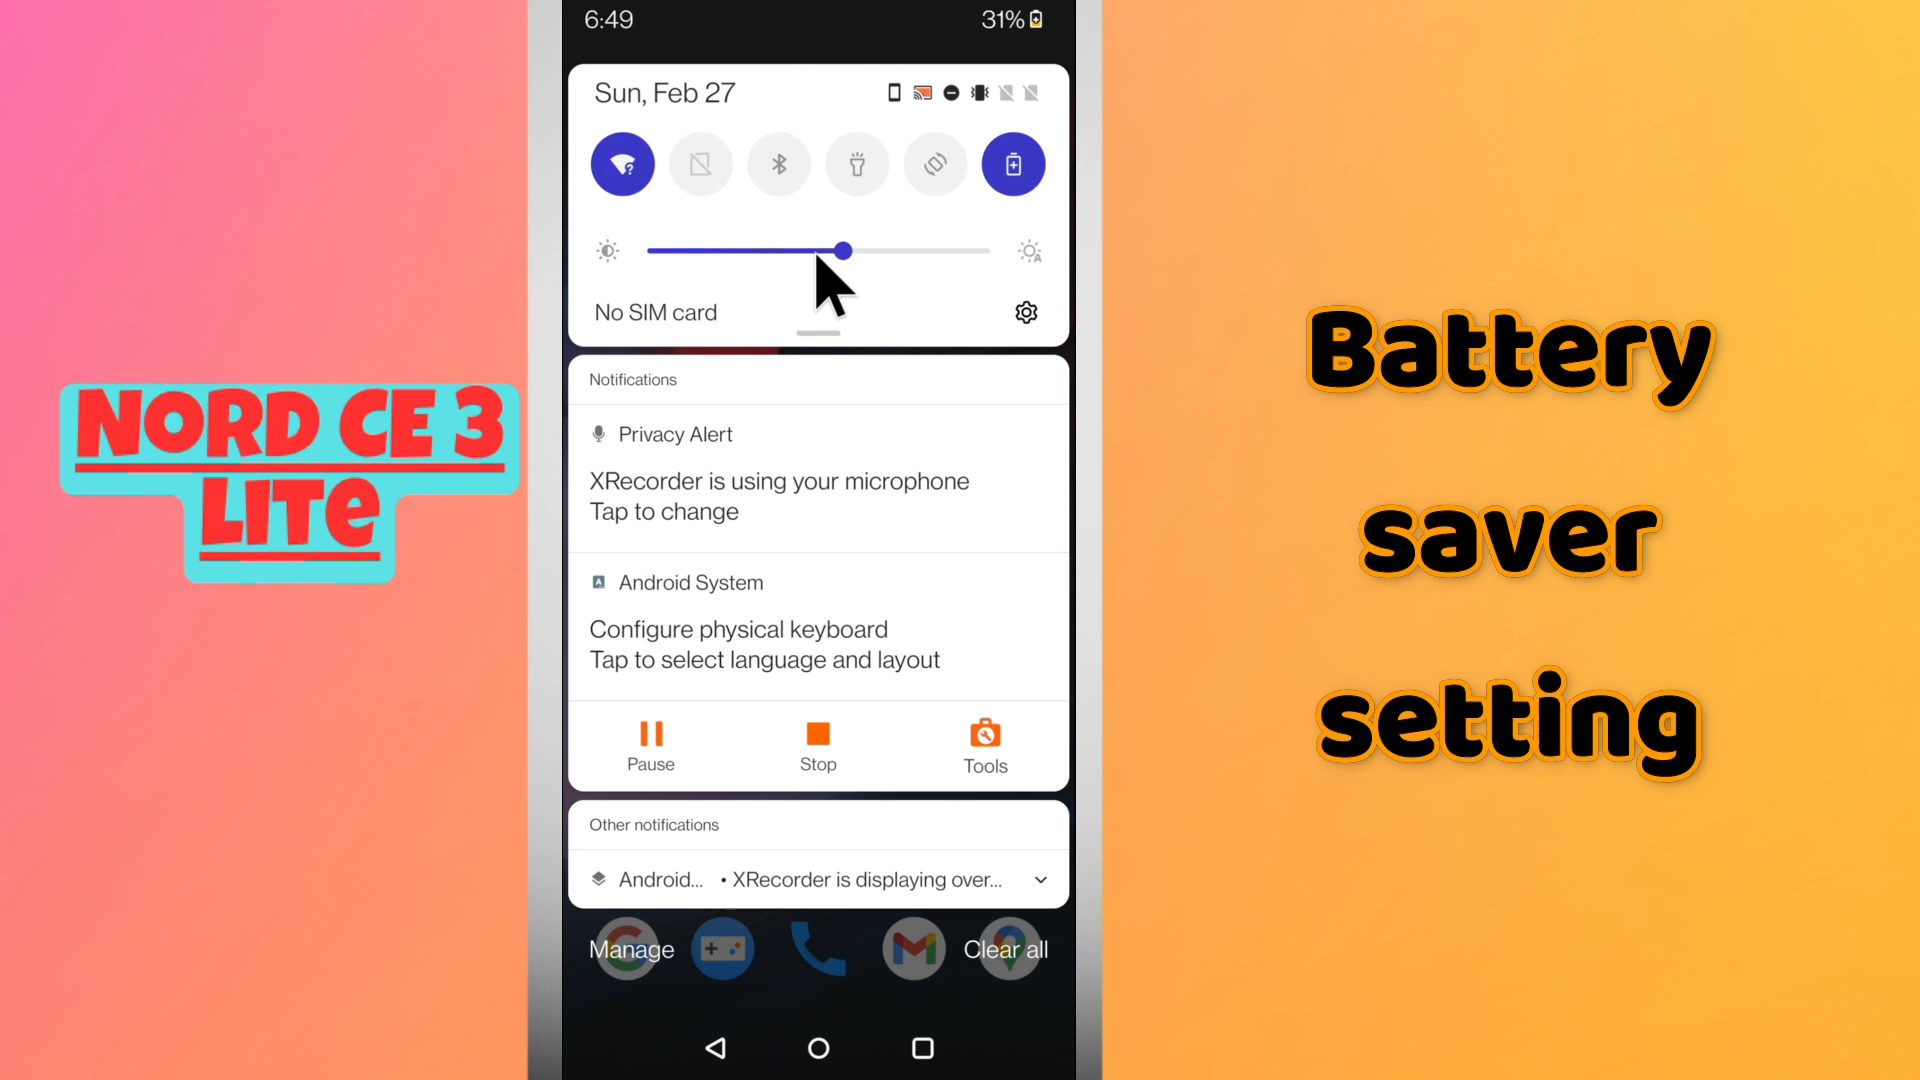 NORD CE 3
LITe
6:49
31%
Sun, Feb 27
No SIM card
Notifications
Privacy Alert
XRecorder is using your microphone
Tap to change
Android System
Configure physical keyboard
Tap to select language and layout
Pause
Stop
Tools
Other notifications
Android... • XRecorder is displaying over...
Manage
Clear all
Battery
saver
setting